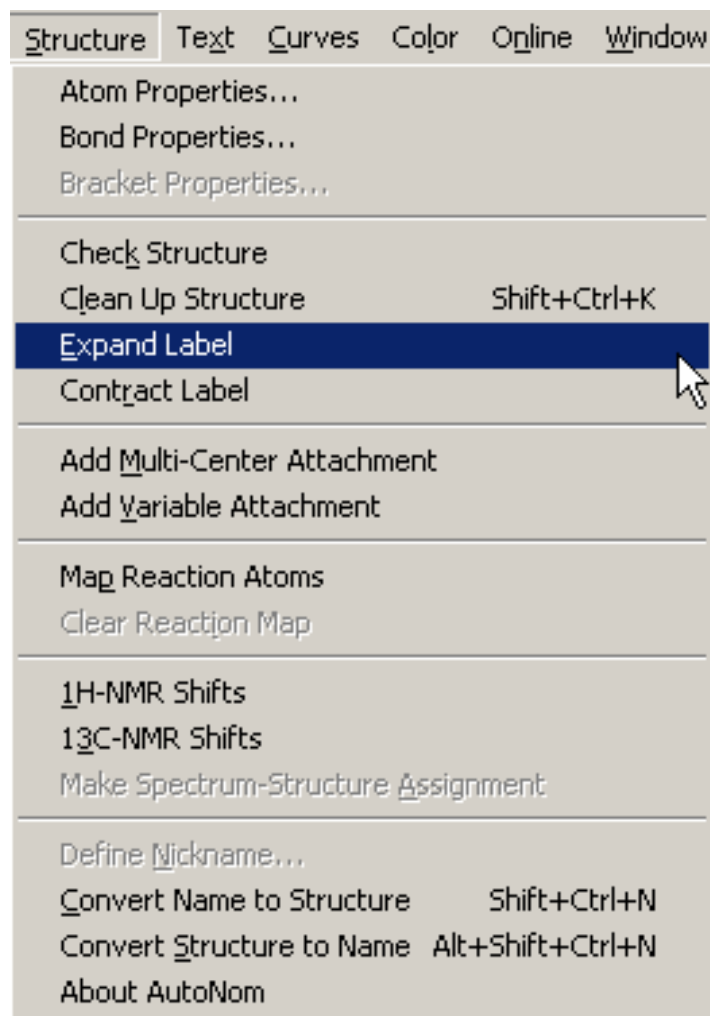 Structure Text Curves Color Online Window
Atom Properties...
Bond Properties...
Bracket Properties...
Check Structure
Clean Up Structure Shift+Ctrl+K
Expand Label
Contract Label
Add Multi-Center Attachment
Add Variable Attachment
Map Reaction Atoms
Clear Reaction Map
1H-NMR Shifts
13C-NMR Shifts
Make Spectrum-Structure Assignment
Define Nickname...
Convert Name to Structure Shift+Ctrl+N
Convert Structure to Name Alt+Shift+Ctrl+N
About AutoNom